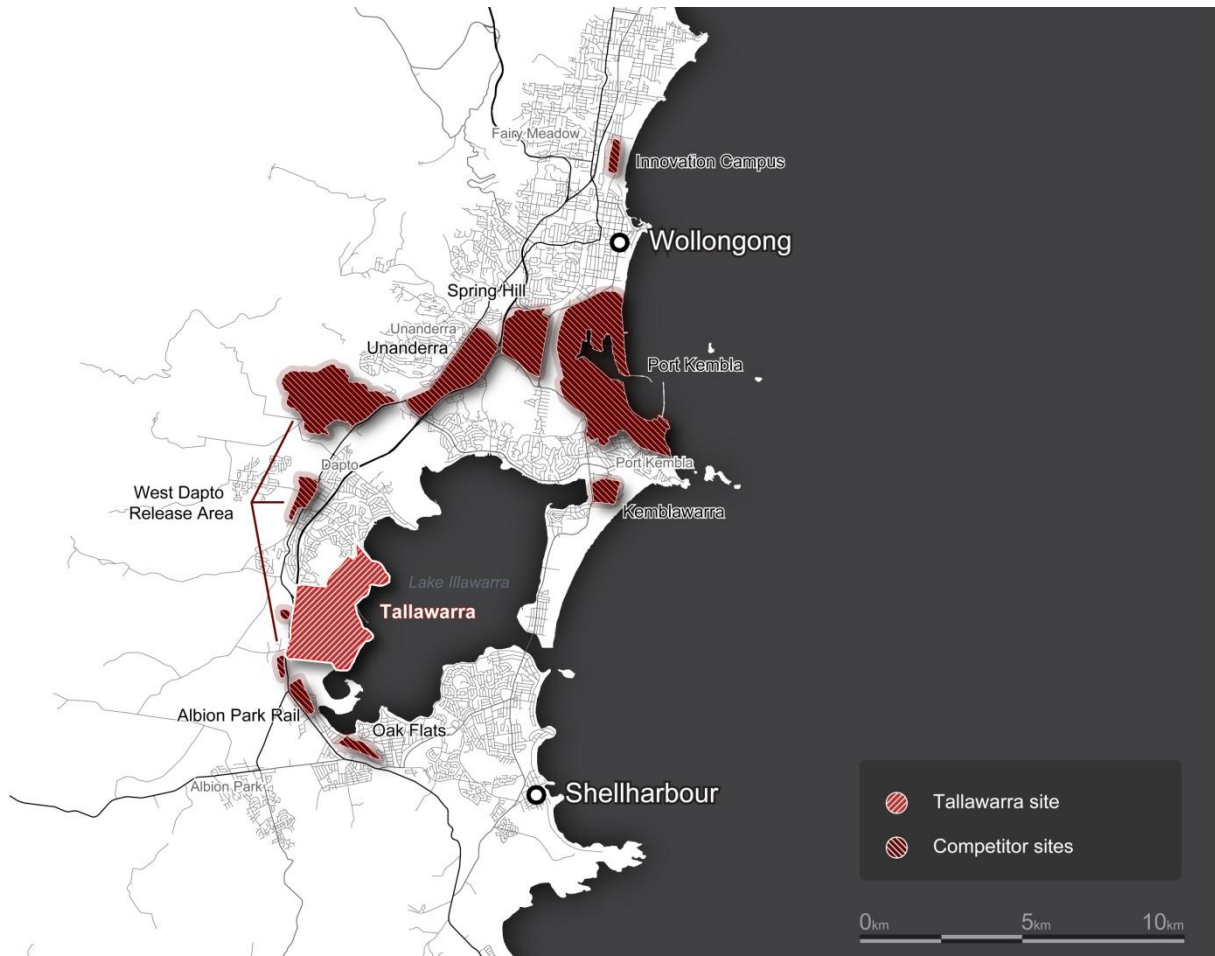 Fairy Meadow
Innovation Campus
Wollongong
Spring Hill
Unanderra
Unanderra
Port Kembla
Dapto
Port Kembla
West Dapto
Release Area
Kemblawarra
Lake Illawarra
Tallawarra
Albion Park Rail
Oak Flats
Albion Park
Shellharbour
Tallawarra site
Competitor sites
0km
5km
10km